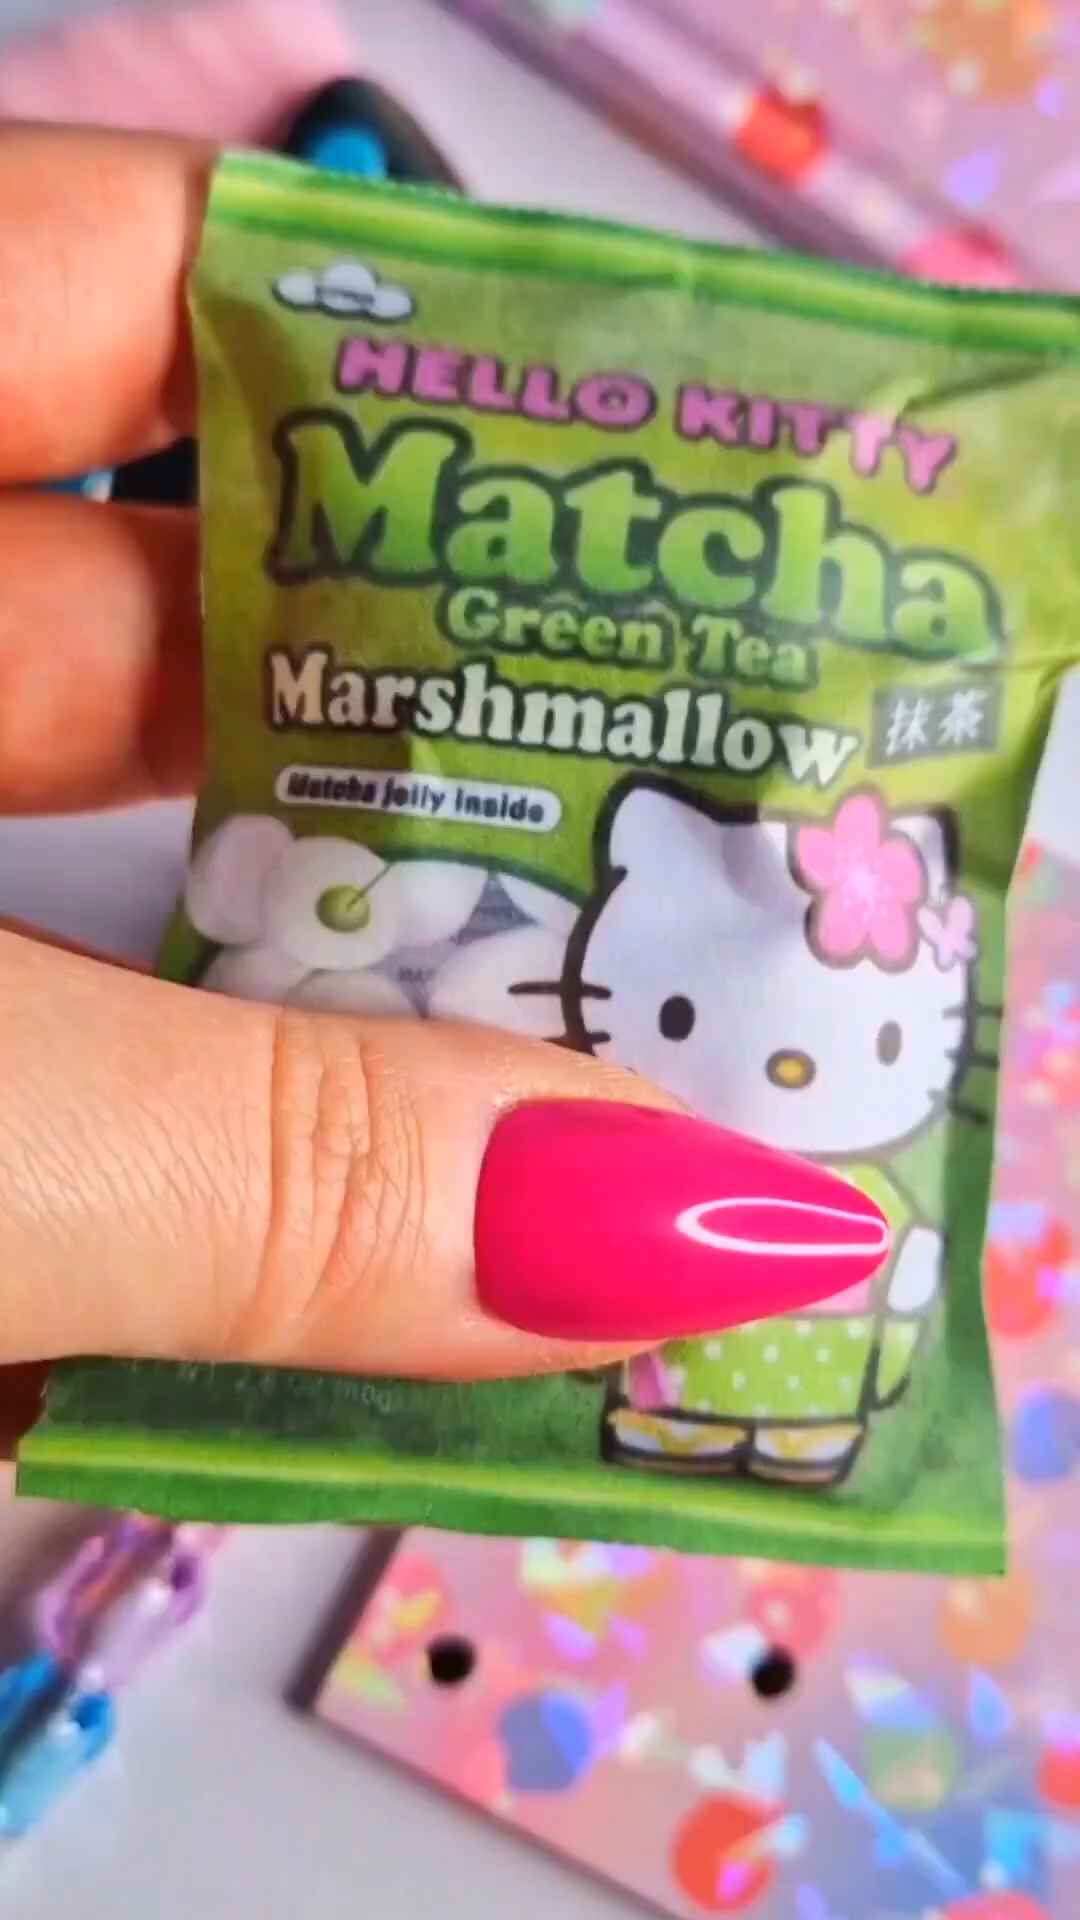 HELLO KITTY
Matcha
Green Tea
Marshmallow 抹茶
Matcha jelly inside